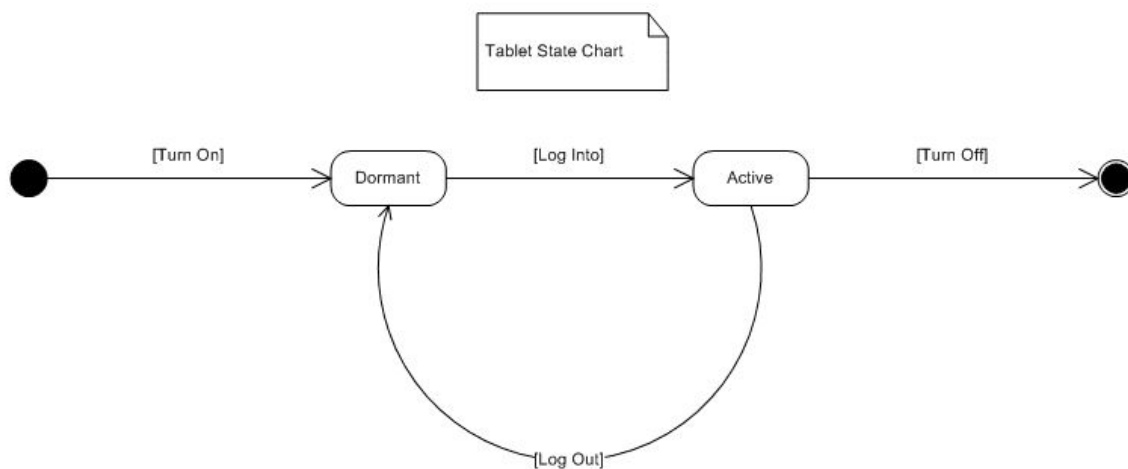 Tablet State Chart
[Turn On]
[Log Into]
[Turn Off]
Dormant
Active
[Log Out]